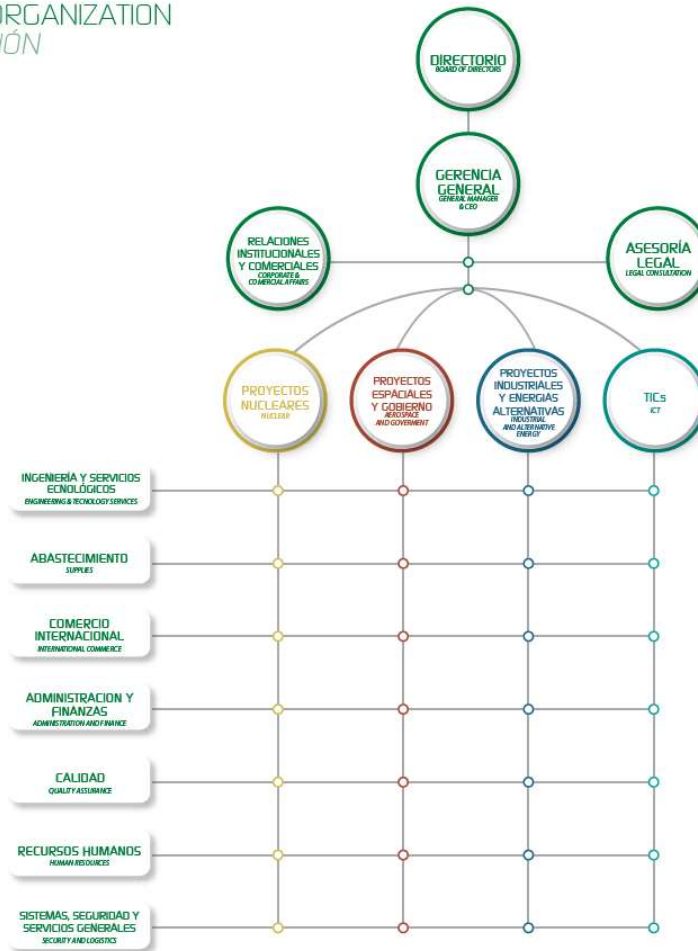 ORGANIZATION
IÓN
DIRECTORIO
BOARD OF DIRECTORS
GERENCIA
GENERAL
GENERAL MANAGER
& CEO
RELACIONES
INSTITUCIONALES
Y COMERCIALES
CORPORATE &
COMERCIAL AFFAIRS
ASESORÍA
LEGAL
LEGAL CONSULTATION
PROYECTOS
NUCLEARES
NUCLEAR
PROYECTOS
ESPACIALES
Y GOBIERNO
AEROSPACE
AND GOVERMENT
PROYECTOS
INDUSTRIALES
Y ENERGIAS
ALTERNATIVAS
INDUSTRIAL
AND ALTERNATIVE
ENERGY
TICs
ICT
INGENIERÍA Y SERVICIOS
ECNOLÓGICOS
ENGINEERING & TECNOLOGY SERVICES
ABASTECIMIENTO
SUPPLIES
COMERCIO
INTERNACIONAL
INTERNATIONAL COMMERCE
ADMINISTRACION Y
FINANZAS
ADMINISTRATION AND FINANCE
CALIDAD
QUALITY ASSURANCE
RECURSOS HUMANOS
HUMAN RESOURCES
SISTEMAS, SEGURIDAD Y
SERVICIOS GENERALES
SECURITY AND LOGISTICS